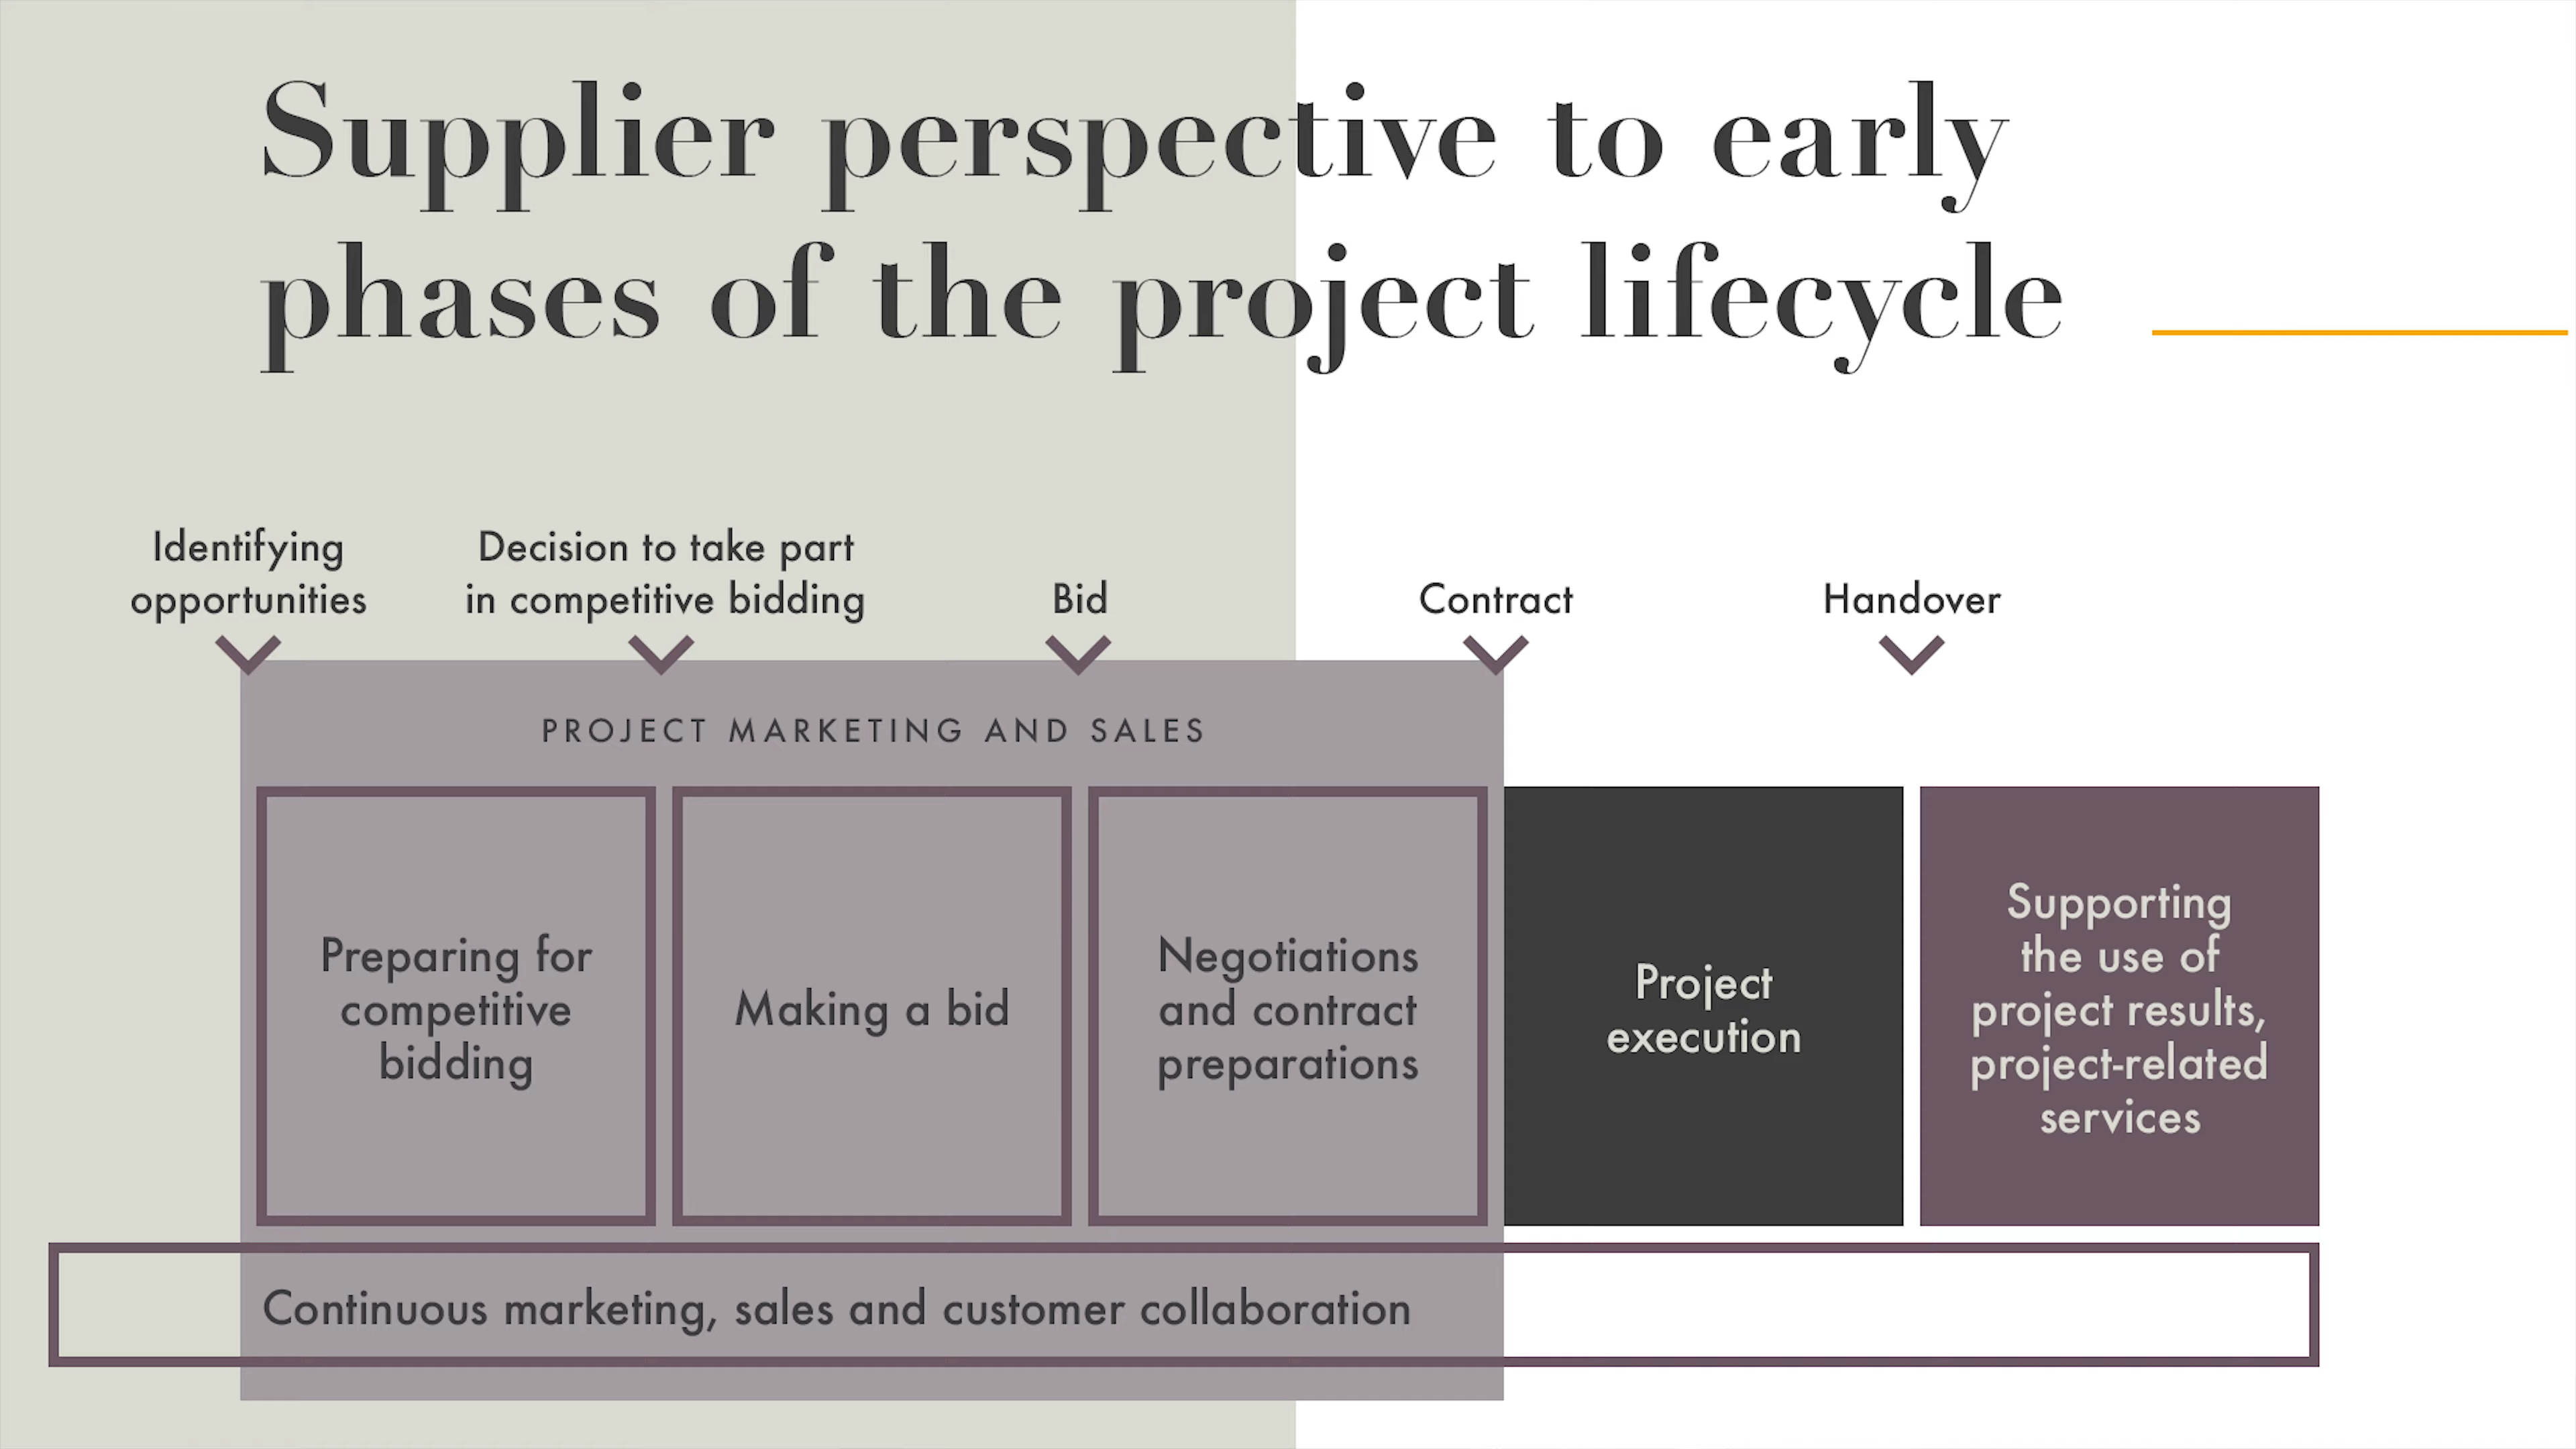 Supplier perspective to early
phases of the project lifecycle
Identifying
opportunities
Decision to take part
in competitive bidding
Bid
Contract
Handover
PROJECT MARKETING AND SALES
Preparing for
competitive
bidding
Making a bid
Negotiations
and contract
preparations
Project
execution
Supporting
the use of
project results,
project-related
services
Continuous marketing, sales and customer collaboration